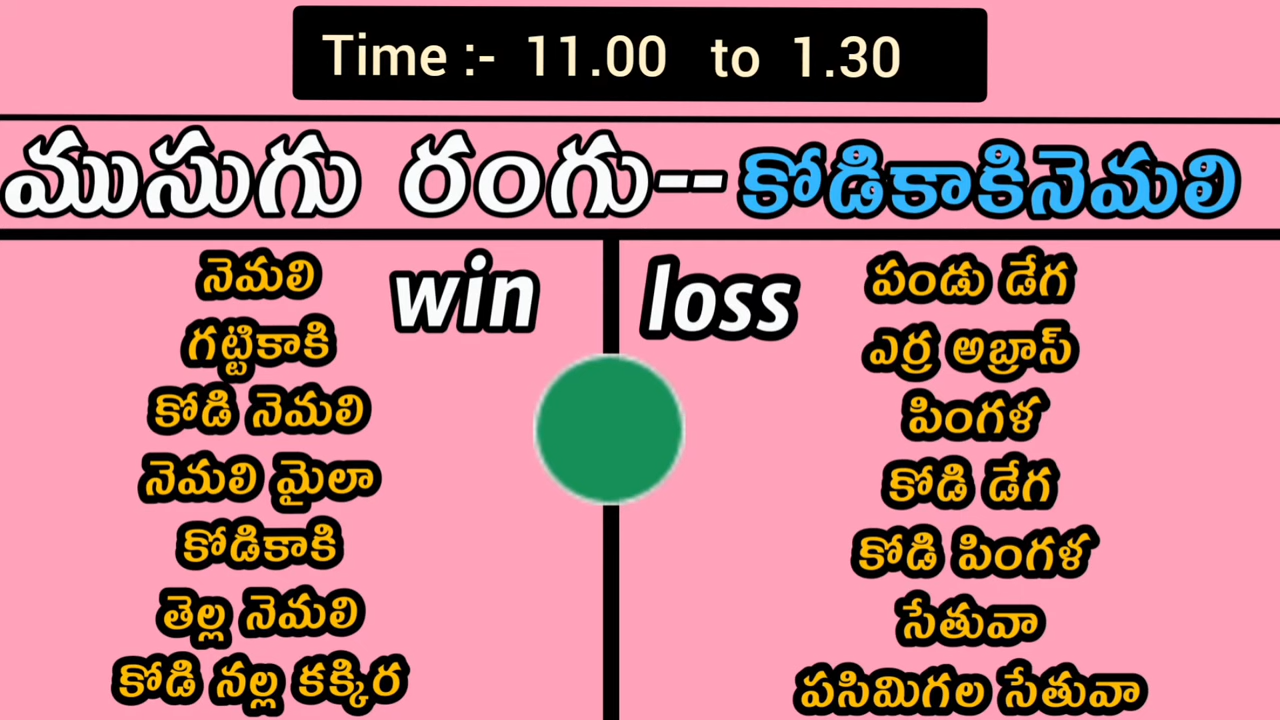 Time :- 11.00 to 1.30
ముసుగు రంగు--కోడికాకినెమలి
win
నెమలి
గట్టికాకి
కోడి నెమలి
నెమలి మైలా
కోడికాకి
తెల్ల నెమలి
కోడి నల్ల కక్కిర
loss
పండు డేగ
ఎర్ర అబ్రాస్
పింగళ
కోడి డేగ
కోడి పింగళ
సేతువా
పసిమిగల సేతువా